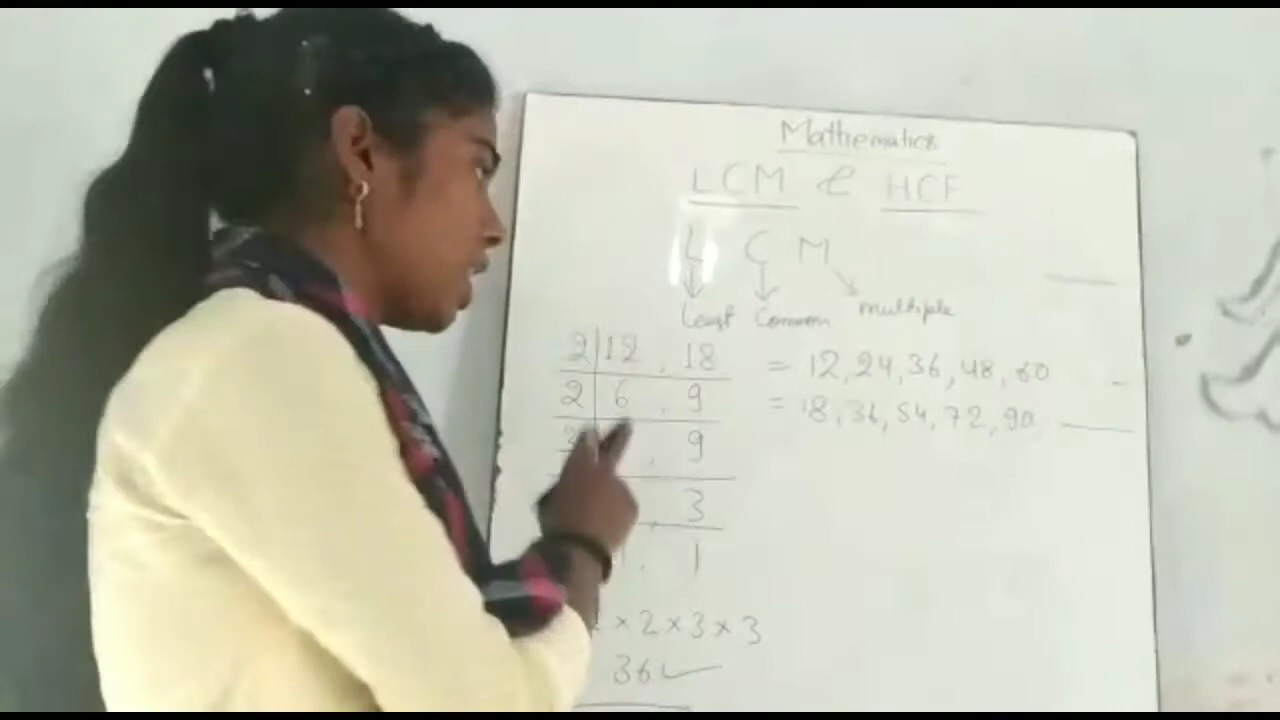 Mathematics
LCM & HCF
L C M
Least Common multiple
2 12, 18 = 12, 24, 36, 48, 60
2 6, 9 = 18, 36, 54, 72, 90
, 9
, 3
1, 1
× 2 × 3 × 3
36 ✓